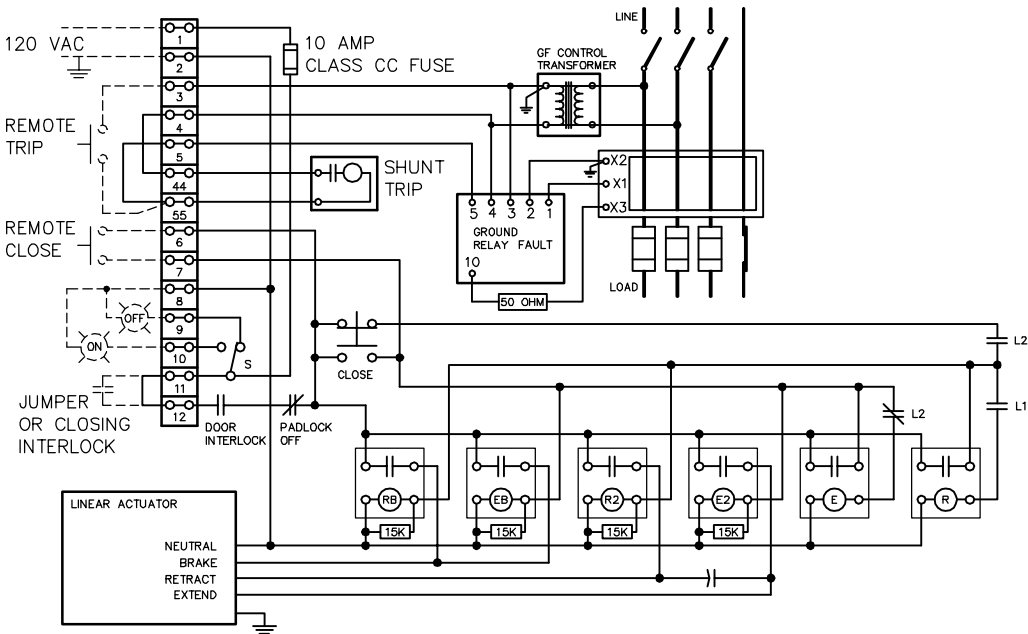 LINE
120 VAC
1
2
3
4
5
44
55
6
7
8
9
10
11
12
10 AMP
CLASS CC FUSE
GF CONTROL
TRANSFORMER
REMOTE
TRIP
SHUNT
TRIP
X2
X1
X3
5 4 3 2 1
GROUND
RELAY FAULT
10
50 OHM
LOAD
REMOTE
CLOSE
OFF
ON
S
CLOSE
L2
L1
L2
JUMPER
OR CLOSING
INTERLOCK
DOOR
INTERLOCK
PADLOCK
OFF
RB
EB
R2
E2
E
R
15K
15K
15K
15K
LINEAR ACTUATOR
NEUTRAL
BRAKE
RETRACT
EXTEND